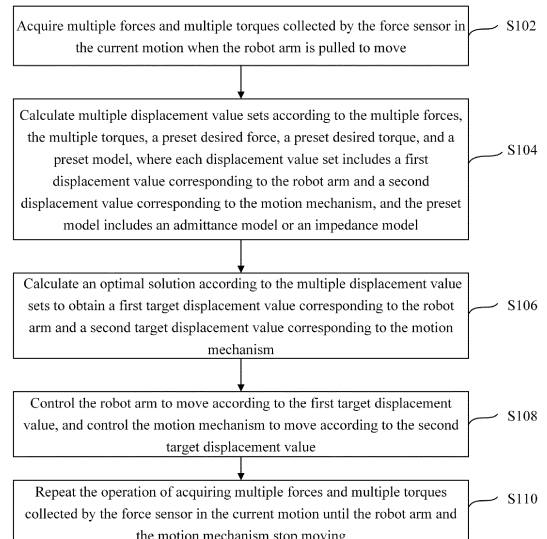 Acquire multiple forces and multiple torques collected by the force sensor in
the current motion when the robot arm is pulled to move
S102
Calculate multiple displacement value sets according to the multiple forces,
the multiple torques, a preset desired force, a preset desired torque, and a
preset model, where each displacement value set includes a first
displacement value corresponding to the robot arm and a second
displacement value corresponding to the motion mechanism, and the preset
model includes an admittance model or an impedance model
S104
Calculate an optimal solution according to the multiple displacement value
sets to obtain a first target displacement value corresponding to the robot
arm and a second target displacement value corresponding to the motion
mechanism
S106
Control the robot arm to move according to the first target displacement
value, and control the motion mechanism to move according to the second
target displacement value
S108
Repeat the operation of acquiring multiple forces and multiple torques
collected by the force sensor in the current motion until the robot arm and
the motion mechanism stop moving
S110